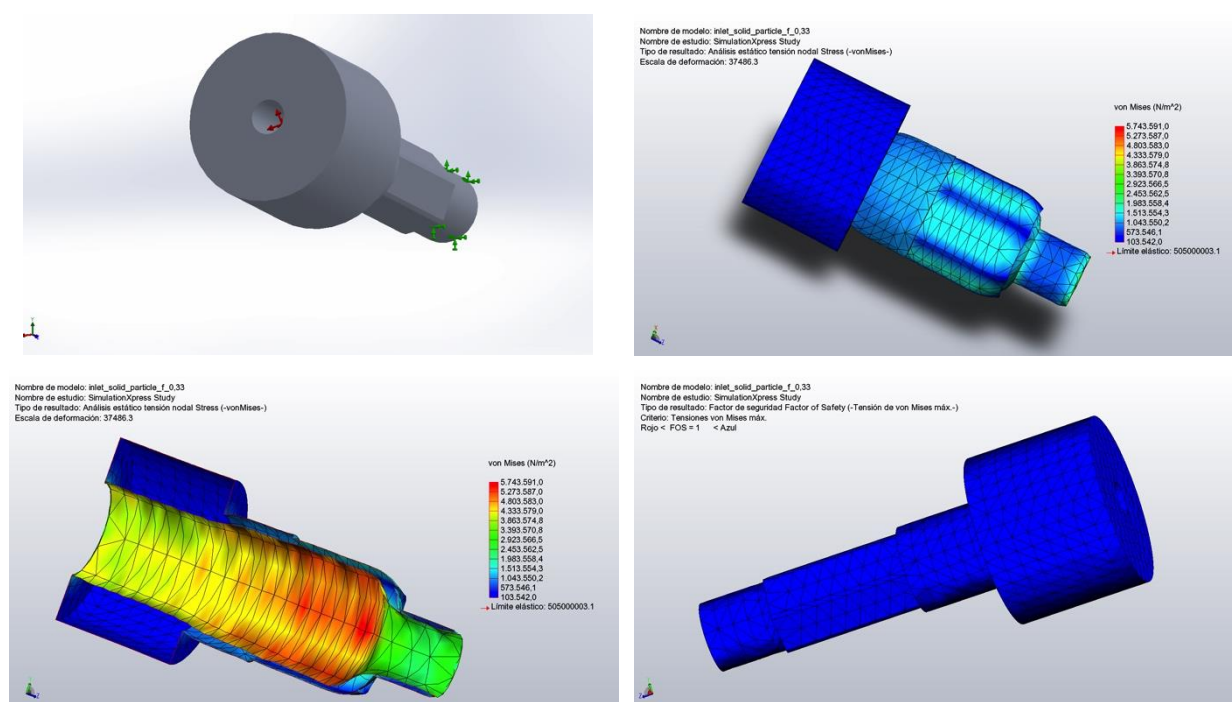 Nombre de modelo: inlet_solid_particle_f_0,33
Nombre de estudio: SimulationXpress Study
Tipo de resultado: Análisis estático tensión nodal Stress (-vonMises-)
Escala de deformación: 37486.3
von Mises (N/m^2)
5.743.591,0
5.273.587,0
4.803.583,0
4.333.579,0
3.863.574,8
3.393.570,8
2.923.566,5
2.453.562,5
1.983.558,4
1.513.554,3
1.043.550,2
573.546,1
103.542,0
Límite elástico: 505000003.1
Nombre de modelo: inlet_solid_particle_f_0,33
Nombre de estudio: SimulationXpress Study
Tipo de resultado: Análisis estático tensión nodal Stress (-vonMises-)
Escala de deformación: 37486.3
von Mises (N/m^2)
5.743.591,0
5.273.587,0
4.803.583,0
4.333.579,0
3.863.574,8
3.393.570,8
2.923.566,5
2.453.562,5
1.983.558,4
1.513.554,3
1.043.550,2
573.546,1
103.542,0
Límite elástico: 505000003.1
Nombre de modelo: inlet_solid_particle_f_0,33
Nombre de estudio: SimulationXpress Study
Tipo de resultado: Factor de seguridad Factor of Safety (-Tensión de von Mises máx.-)
Criterio: Tensiones von Mises máx.
Rojo < FOS = 1 < Azul